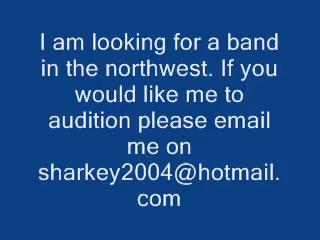 I am looking for a band
in the northwest. If you
would like me to
audition please email
me on
sharkey2004@hotmail.
com